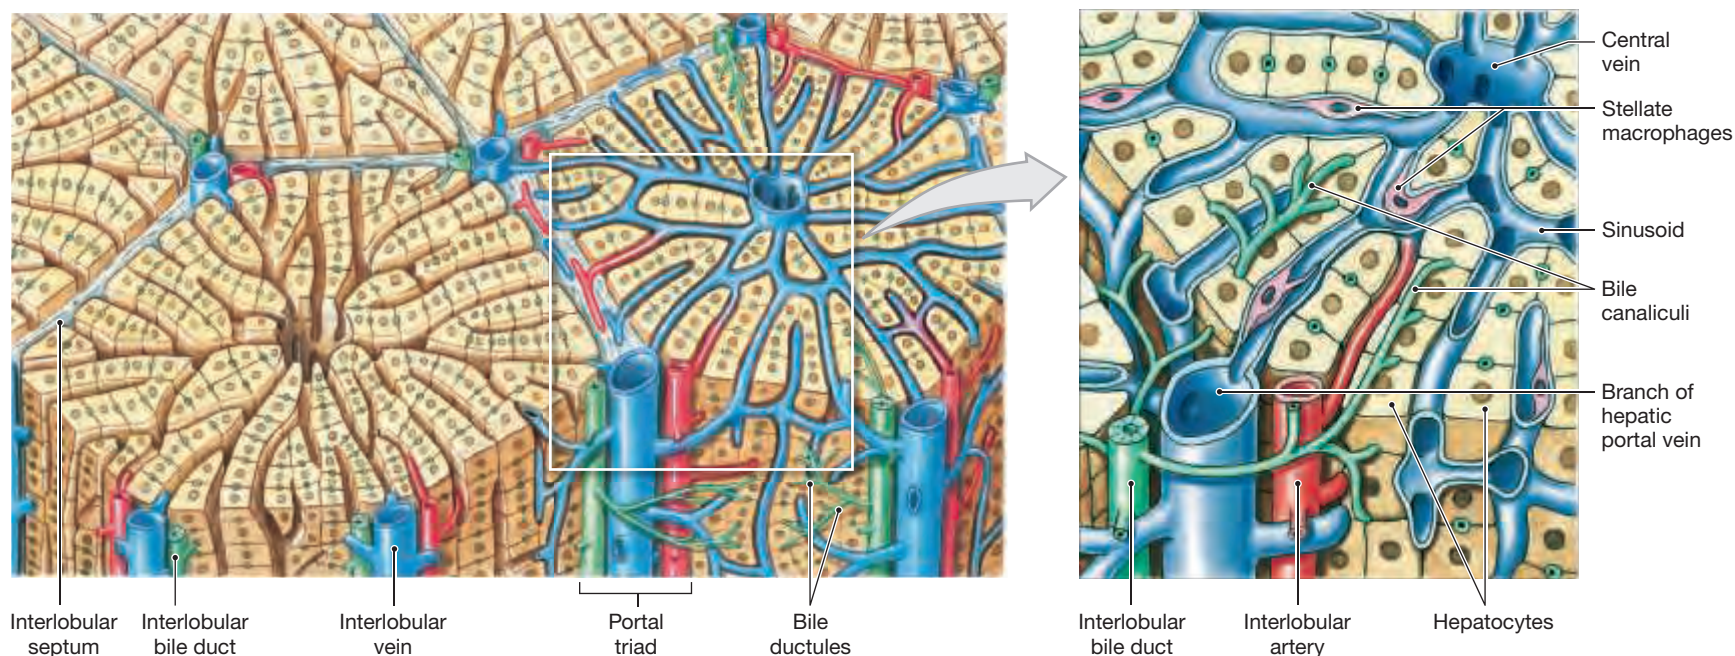 Central
vein
Stellate
macrophages
Sinusoid
Bile
canaliculi
Branch of
hepatic
portal vein
Interlobular
septum
Interlobular
bile duct
Interlobular
vein
Portal
triad
Bile
ductules
Interlobular
bile duct
Interlobular
artery
Hepatocytes